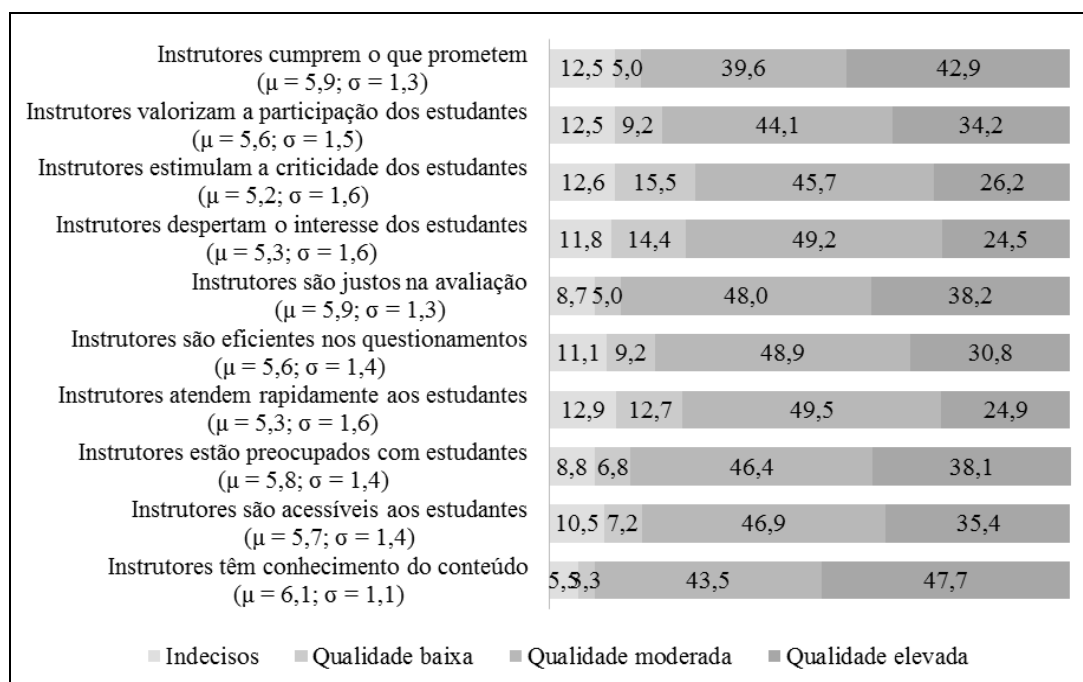 Instrutores cumprem o que prometem
(μ = 5,9; σ = 1,3)
12,5 5,0 39,6 42,9
Instrutores valorizam a participação dos estudantes
(μ = 5,6; σ = 1,5)
12,5 9,2 44,1 34,2
Instrutores estimulam a criticidade dos estudantes
(μ = 5,2; σ = 1,6)
12,6 15,5 45,7 26,2
Instrutores despertam o interesse dos estudantes
(μ = 5,3; σ = 1,6)
11,8 14,4 49,2 24,5
Instrutores são justos na avaliação
(μ = 5,9; σ = 1,3)
8,7 5,0 48,0 38,2
Instrutores são eficientes nos questionamentos
(μ = 5,6; σ = 1,4)
11,1 9,2 48,9 30,8
Instrutores atendem rapidamente aos estudantes
(μ = 5,3; σ = 1,6)
12,9 12,7 49,5 24,9
Instrutores estão preocupados com estudantes
(μ = 5,8; σ = 1,4)
8,8 6,8 46,4 38,1
Instrutores são acessíveis aos estudantes
(μ = 5,7; σ = 1,4)
10,5 7,2 46,9 35,4
Instrutores têm conhecimento do conteúdo
(μ = 6,1; σ = 1,1)
5,5 3,3 43,5 47,7
Indecisos Qualidade baixa Qualidade moderada Qualidade elevada